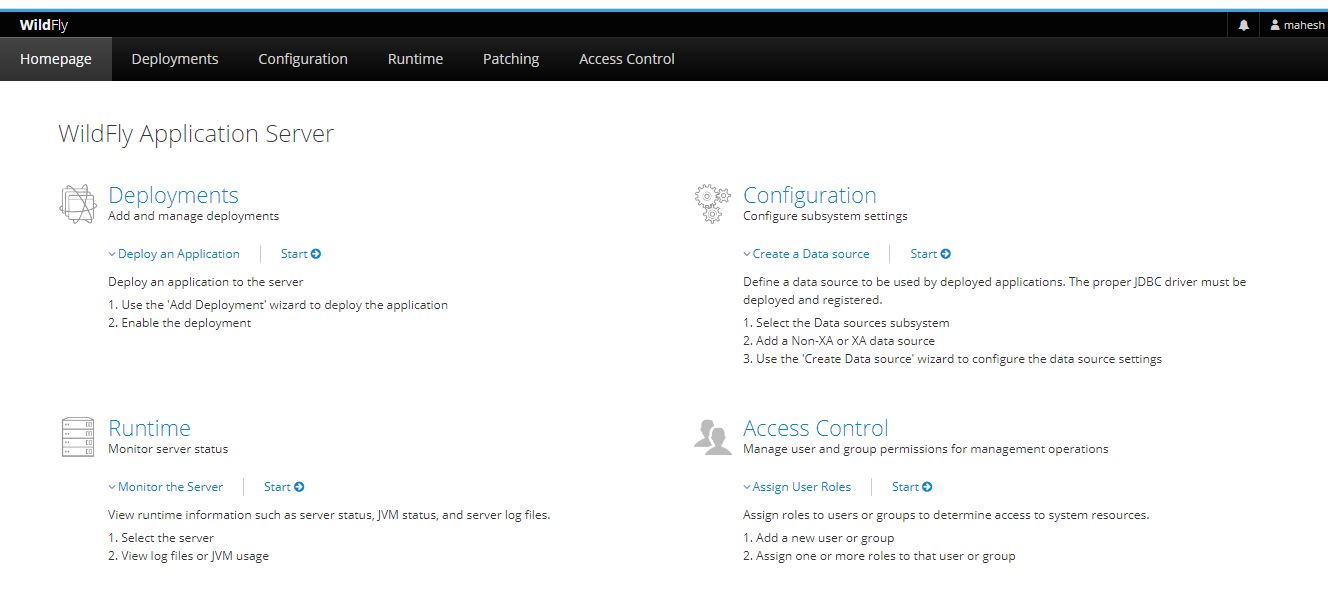 WildFly mahesh
Homepage Deployments Configuration Runtime Patching Access Control
WildFly Application Server
Deployments
Add and manage deployments
Deploy an Application Start
Deploy an application to the server
1. Use the 'Add Deployment' wizard to deploy the application
2. Enable the deployment
Configuration
Configure subsystem settings
Create a Data source Start
Define a data source to be used by deployed applications. The proper JDBC driver must be
deployed and registered.
1. Select the Data sources subsystem
2. Add a Non-XA or XA data source
3. Use the 'Create Data source' wizard to configure the data source settings
Runtime
Monitor server status
Monitor the Server Start
View runtime information such as server status, JVM status, and server log files.
1. Select the server
2. View log files or JVM usage
Access Control
Manage user and group permissions for management operations
Assign User Roles Start
Assign roles to users or groups to determine access to system resources.
1. Add a new user or group
2. Assign one or more roles to that user or group